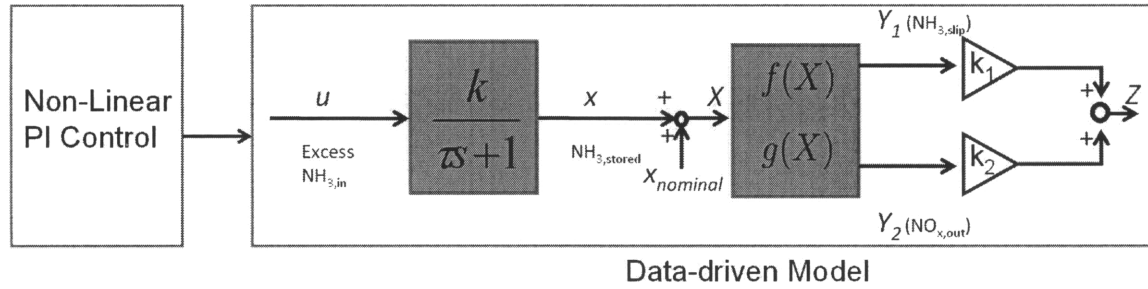 Non-Linear
PI Control
u
Excess
NH3,in
k
τs+1
x
NH3,stored
+
+
xnominal
X
f(X)
g(X)
Y1 (NH3,slip)
Y2 (NOx,out)
k1
k2
+
+
Z
Data-driven Model